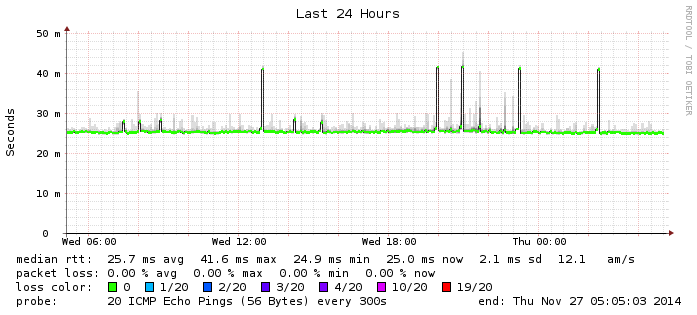 Last 24 Hours
RRDTOOL / TOBI OETIKER
50 m
40 m
30 m
20 m
10 m
0
Seconds
Wed 06:00 Wed 12:00 Wed 18:00 Thu 00:00
median rtt: 25.7 ms avg 41.6 ms max 24.9 ms min 25.0 ms now 2.1 ms sd 12.1 am/s
packet loss: 0.00 % avg 0.00 % max 0.00 % min 0.00 % now
loss color: 0 1/20 2/20 3/20 4/20 10/20 19/20
probe: 20 ICMP Echo Pings (56 Bytes) every 300s end: Thu Nov 27 05:05:03 2014